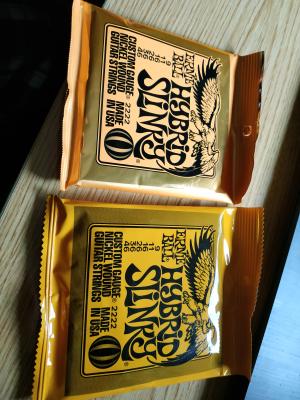 ERNIE
BALL
HYBRID
SLINKY
9
11
16
26
36
46
CUSTOM GAUGE® 2222
NICKEL WOUND MADE
GUITAR STRINGS IN USA
ERNIE
BALL
HYBRID
SLINKY®
9
11
16
26
36
46
CUSTOM GAUGE® 2222
NICKEL WOUND MADE
GUITAR STRINGS IN USA